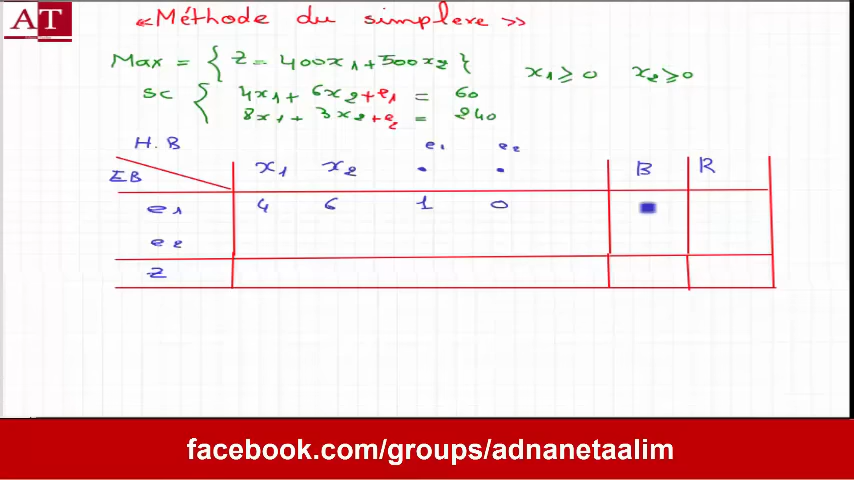 AT
«Méthode du simplexe»
Max = { Z = 400x1 + 500x2 }
x1 ≥ 0 x2 ≥ 0
SC { 4x1 + 6x2 + e1 = 60
8x1 + 3x2 + e2 = 240
H.B e1 e2
EB x1 x2 . . B R
e1 4 6 1 0
e2
Z
facebook.com/groups/adnanetaalim